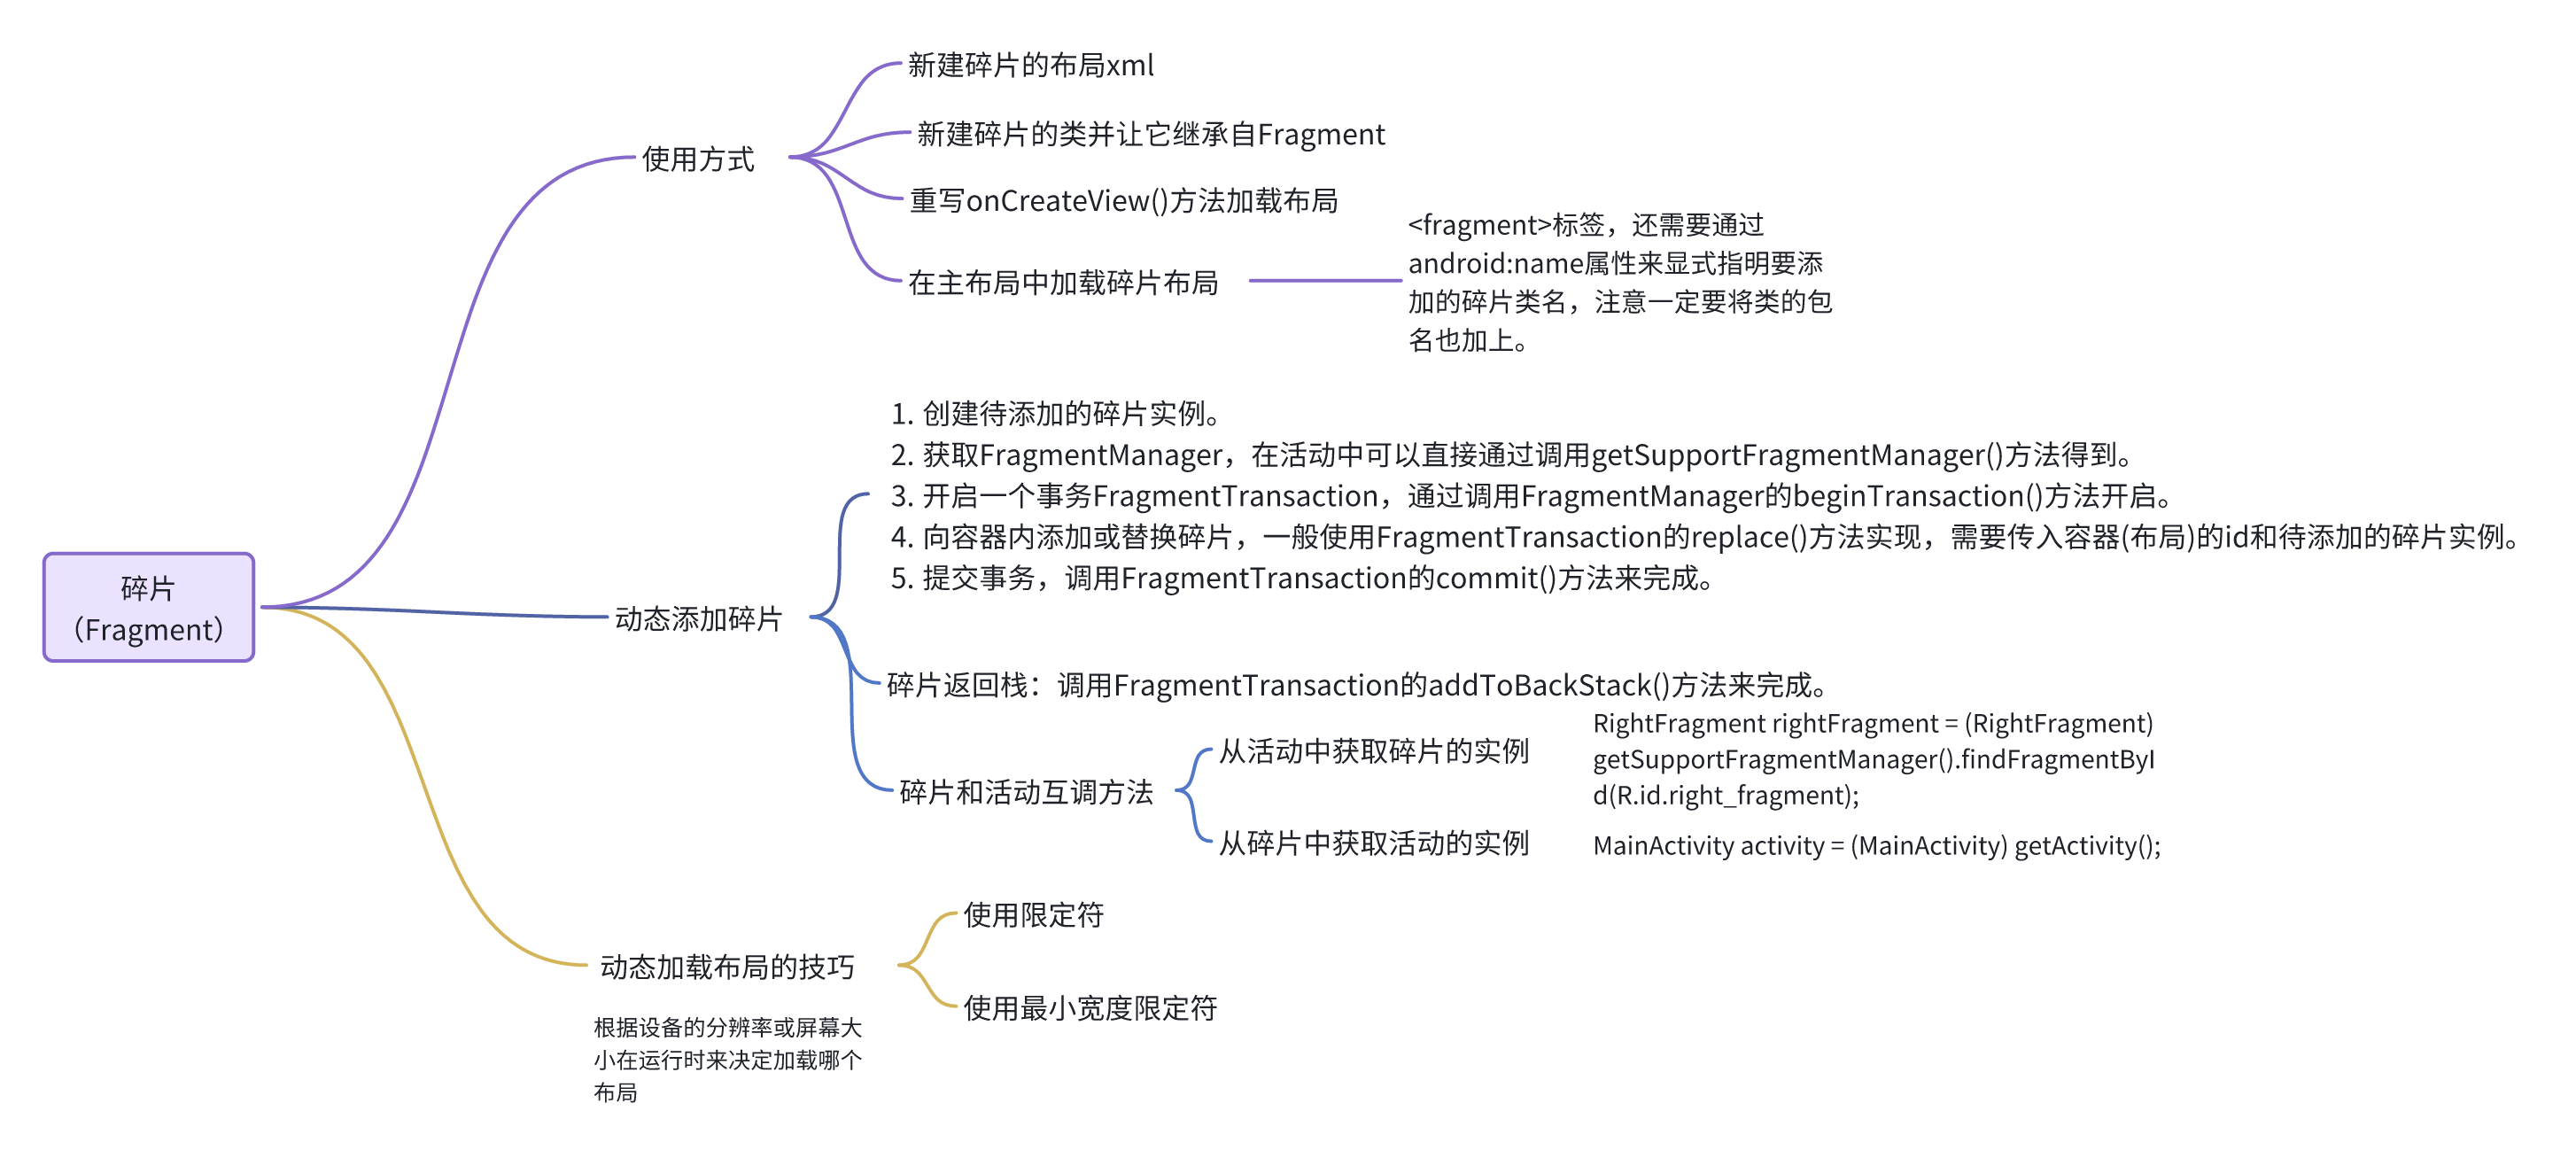 碎片
（Fragment）
使用方式
新建碎片的布局xml
新建碎片的类并让它继承自Fragment
重写onCreateView()方法加载布局
在主布局中加载碎片布局
<fragment>标签，还需要通过
android:name属性来显式指明要添
加的碎片类名，注意一定要将类的包
名也加上。
动态添加碎片
1. 创建待添加的碎片实例。
2. 获取FragmentManager，在活动中可以直接通过调用getSupportFragmentManager()方法得到。
3. 开启一个事务FragmentTransaction，通过调用FragmentManager的beginTransaction()方法开启。
4. 向容器内添加或替换碎片，一般使用FragmentTransaction的replace()方法实现，需要传入容器(布局)的id和待添加的碎片实例。
5. 提交事务，调用FragmentTransaction的commit()方法来完成。
碎片返回栈：调用FragmentTransaction的addToBackStack()方法来完成。
碎片和活动互调方法
从活动中获取碎片的实例
RightFragment rightFragment = (RightFragment)
getSupportFragmentManager().findFragmentByI
d(R.id.right_fragment);
从碎片中获取活动的实例
MainActivity activity = (MainActivity) getActivity();
动态加载布局的技巧
根据设备的分辨率或屏幕大
小在运行时来决定加载哪个
布局
使用限定符
使用最小宽度限定符